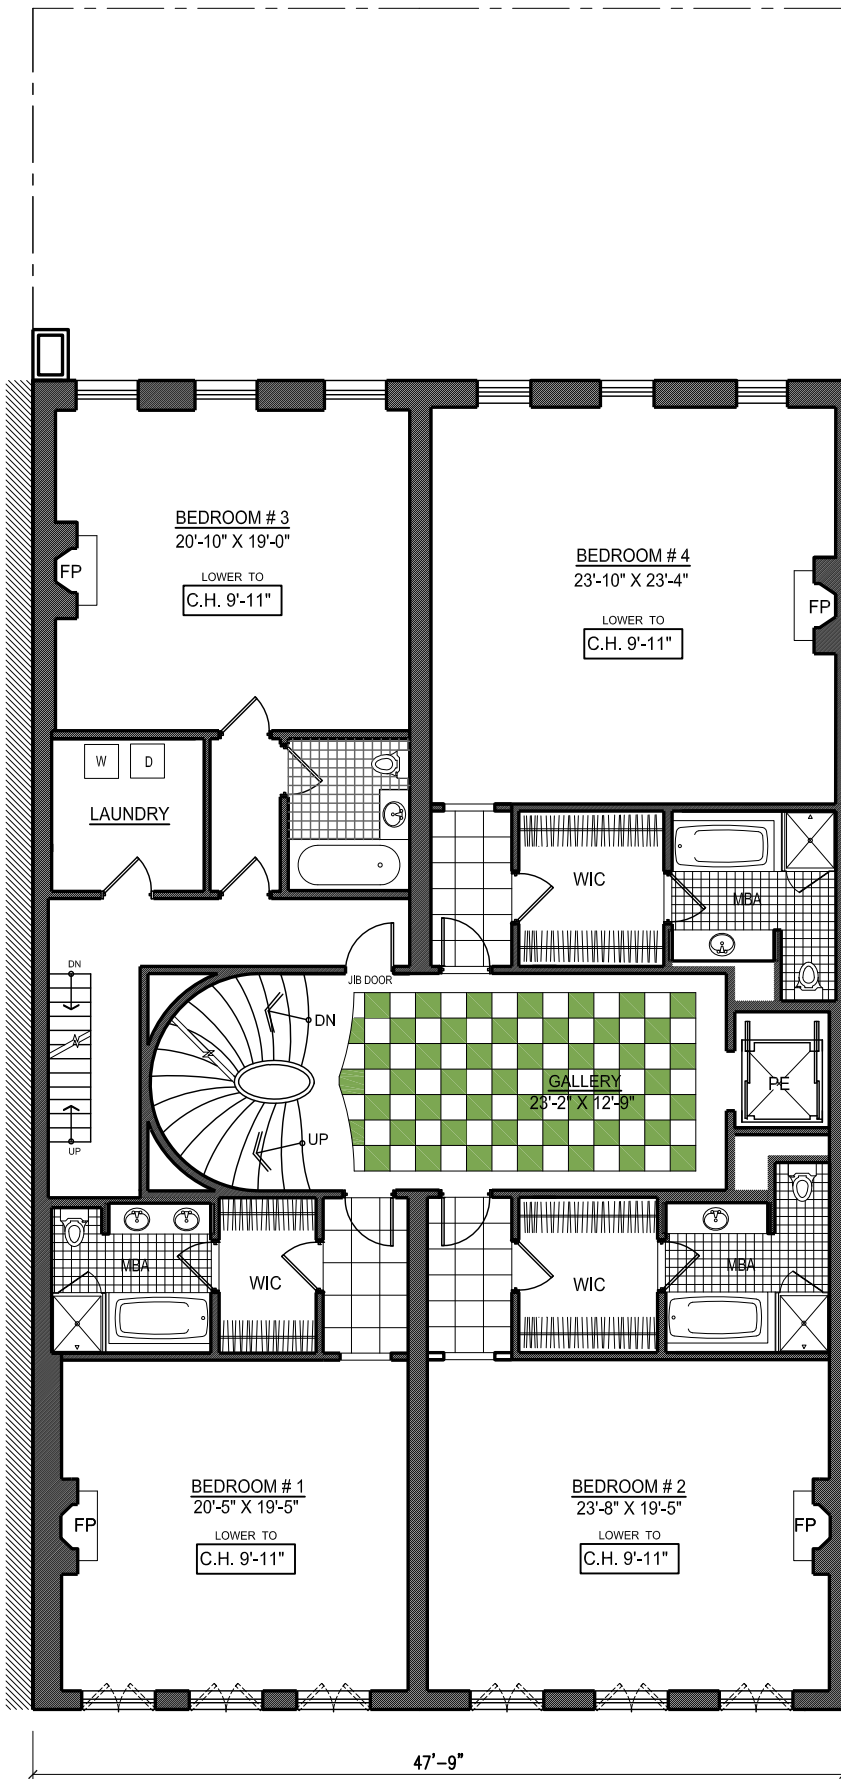 BEDROOM # 3
20'-10" X 19'-0"
LOWER TO
C.H. 9'-11"
FP
BEDROOM # 4
23'-10" X 23'-4"
LOWER TO
C.H. 9'-11"
FP
W
D
LAUNDRY
WIC
MBA
DN
UP
JIB DOOR
DN
UP
GALLERY
23'-2" X 12'-9"
PE
MBA
WIC
WIC
MBA
BEDROOM # 1
20'-5" X 19'-5"
LOWER TO
C.H. 9'-11"
FP
BEDROOM # 2
23'-8" X 19'-5"
LOWER TO
C.H. 9'-11"
FP
47'-9"